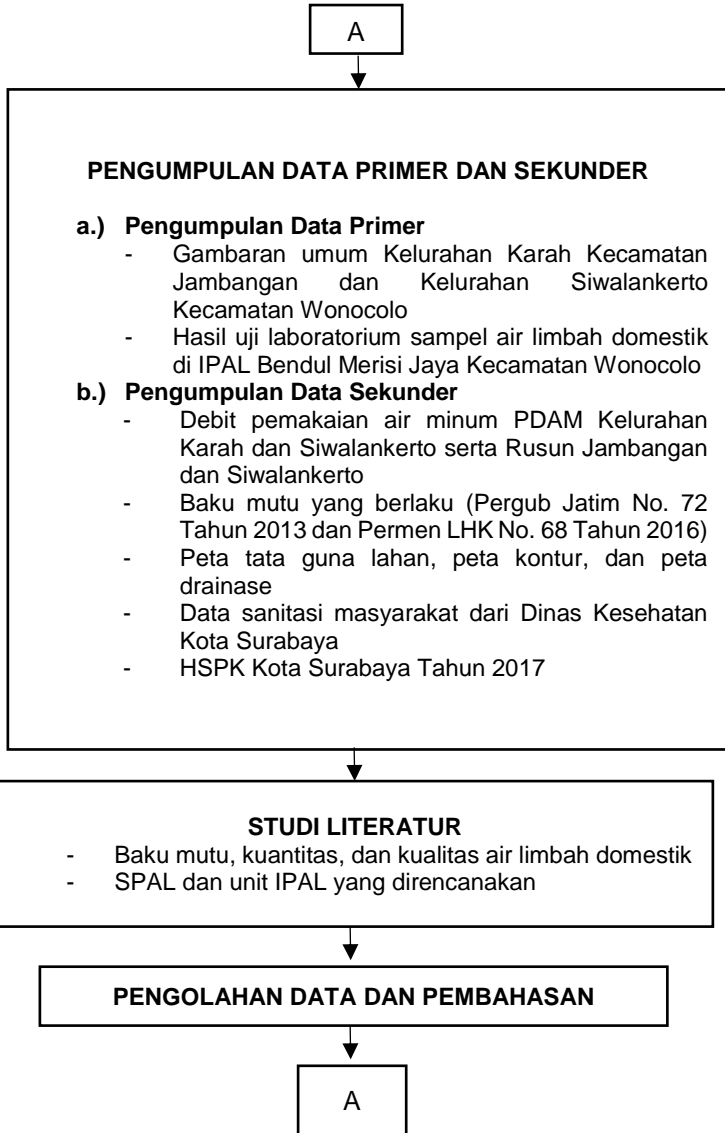 A
PENGUMPULAN DATA PRIMER DAN SEKUNDER
a.) Pengumpulan Data Primer
- Gambaran umum Kelurahan Karah Kecamatan
Jambangan dan Kelurahan Siwalankerto
Kecamatan Wonocolo
- Hasil uji laboratorium sampel air limbah domestik
di IPAL Bendul Merisi Jaya Kecamatan Wonocolo
b.) Pengumpulan Data Sekunder
- Debit pemakaian air minum PDAM Kelurahan
Karah dan Siwalankerto serta Rusun Jambangan
dan Siwalankerto
- Baku mutu yang berlaku (Pergub Jatim No. 72
Tahun 2013 dan Permen LHK No. 68 Tahun 2016)
- Peta tata guna lahan, peta kontur, dan peta
drainase
- Data sanitasi masyarakat dari Dinas Kesehatan
Kota Surabaya
- HSPK Kota Surabaya Tahun 2017
STUDI LITERATUR
- Baku mutu, kuantitas, dan kualitas air limbah domestik
- SPAL dan unit IPAL yang direncanakan
PENGOLAHAN DATA DAN PEMBAHASAN
A